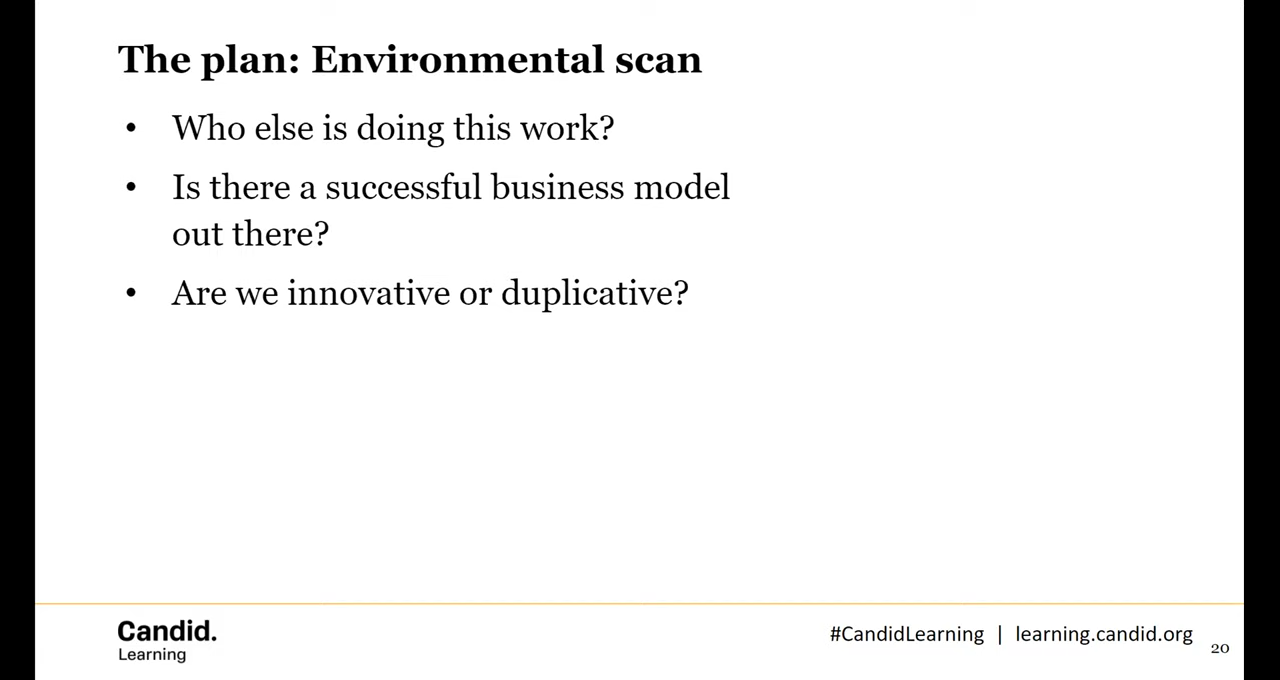 The plan: Environmental scan
• Who else is doing this work?
• Is there a successful business model
out there?
• Are we innovative or duplicative?
Candid.
Learning
#CandidLearning | learning.candid.org
20